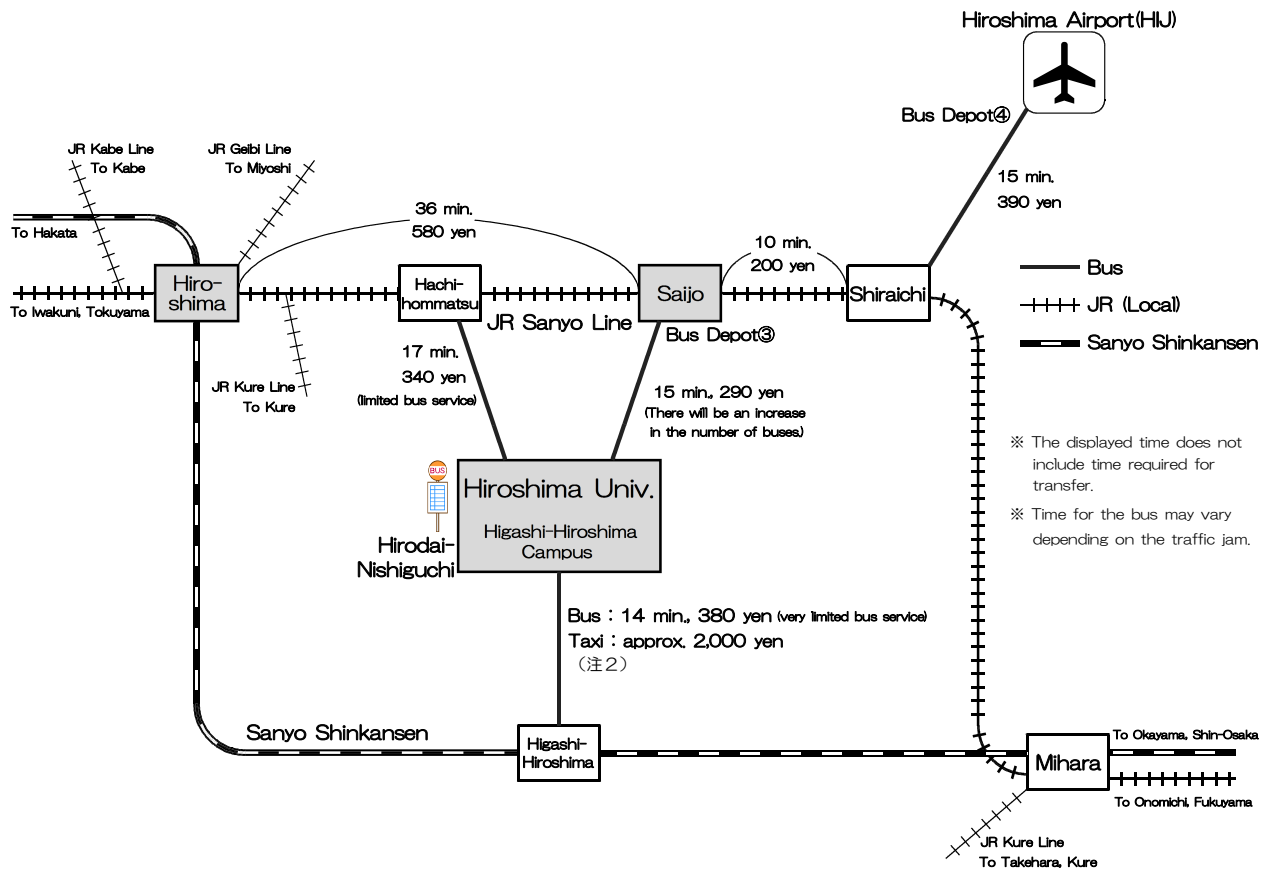 Hiroshima Airport(HIJ)
Bus Depot④
15 min.
390 yen
JR Kabe Line
To Kabe
JR Geibi Line
To Miyoshi
To Hakata
36 min.
580 yen
10 min.
200 yen
Hiro-
shima
Hachi-
hommatsu
Saijo
Shiraichi
To Iwakuni, Tokuyama
JR Sanyo Line
Bus Depot③
Bus
JR (Local)
Sanyo Shinkansen
17 min.
340 yen
(limited bus service)
JR Kure Line
To Kure
15 min., 290 yen
(There will be an increase
in the number of buses.)
※ The displayed time does not
include time required for
transfer.
※ Time for the bus may vary
depending on the traffic jam.
BUS
Hiroshima Univ.
Higashi-Hiroshima
Campus
Hirodai-
Nishiguchi
Bus : 14 min., 380 yen (very limited bus service)
Taxi : approx. 2,000 yen
（注２）
Sanyo Shinkansen
Higashi-
Hiroshima
Mihara
To Okayama, Shin-Osaka
To Onomichi, Fukuyama
JR Kure Line
To Takehara, Kure